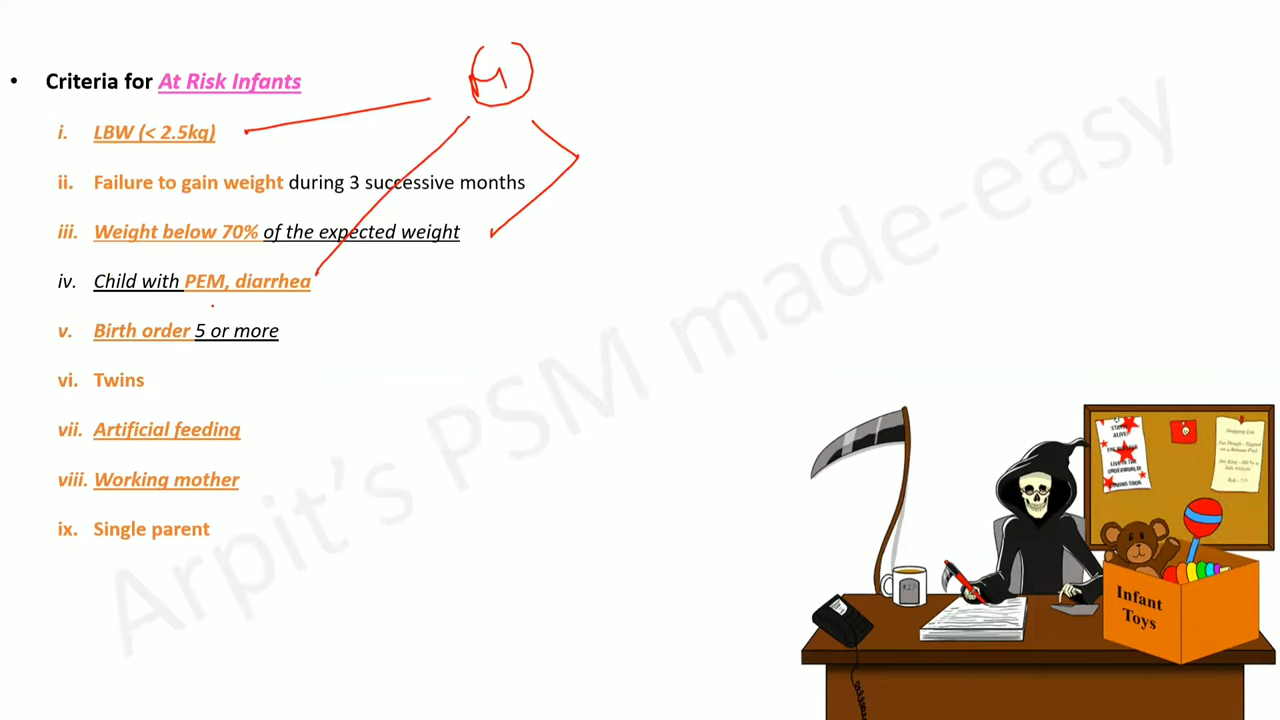 • Criteria for At Risk Infants
i. LBW (< 2.5kg)
ii. Failure to gain weight during 3 successive months
iii. Weight below 70% of the expected weight
iv. Child with PEM, diarrhea
v. Birth order 5 or more
vi. Twins
vii. Artificial feeding
viii. Working mother
ix. Single parent
M
Arpit's PSM made-easy
Shopping List
Infant
Toys